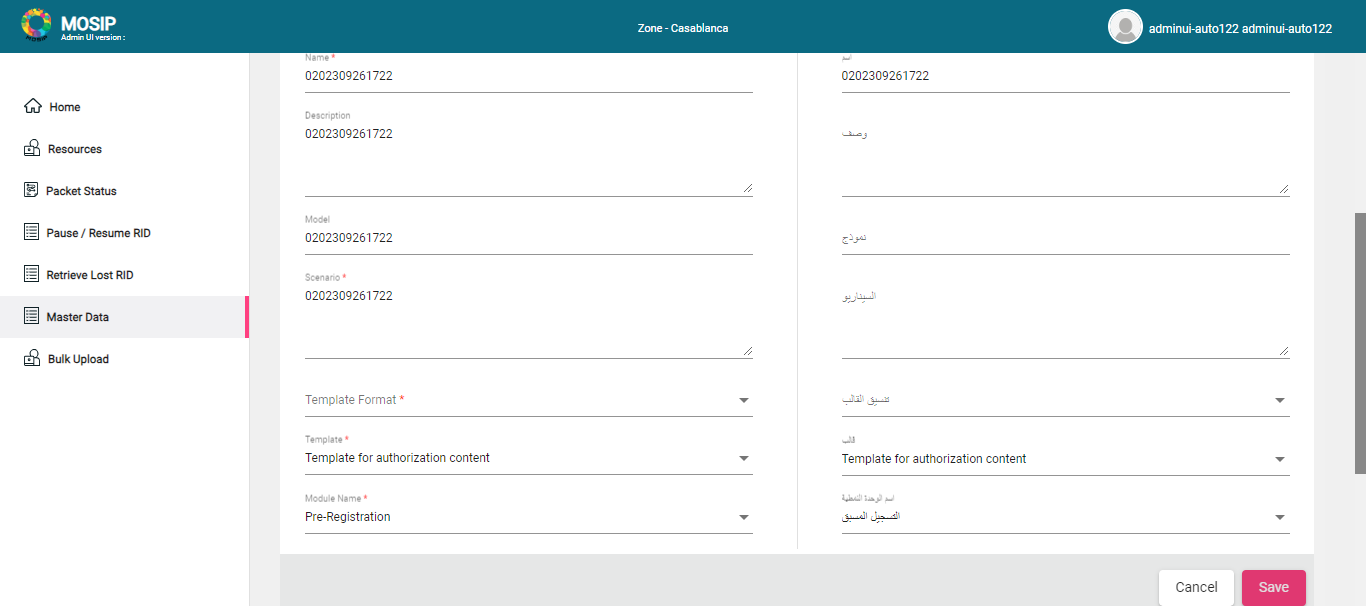 MOSIP
Admin UI version :
Zone - Casablanca
adminui-auto122 adminui-auto122
Home
Resources
Packet Status
Pause / Resume RID
Retrieve Lost RID
Master Data
Bulk Upload
Name *
0202309261722
اسم
0202309261722
Description
0202309261722
وصف
Model
0202309261722
نموذج
Scenario *
0202309261722
السيناريو
Template Format *
تنسيق القالب
Template *
Template for authorization content
قالب
Template for authorization content
Module Name *
Pre-Registration
اسم الوحدة النمطية
التسجيل المسبق
Cancel
Save